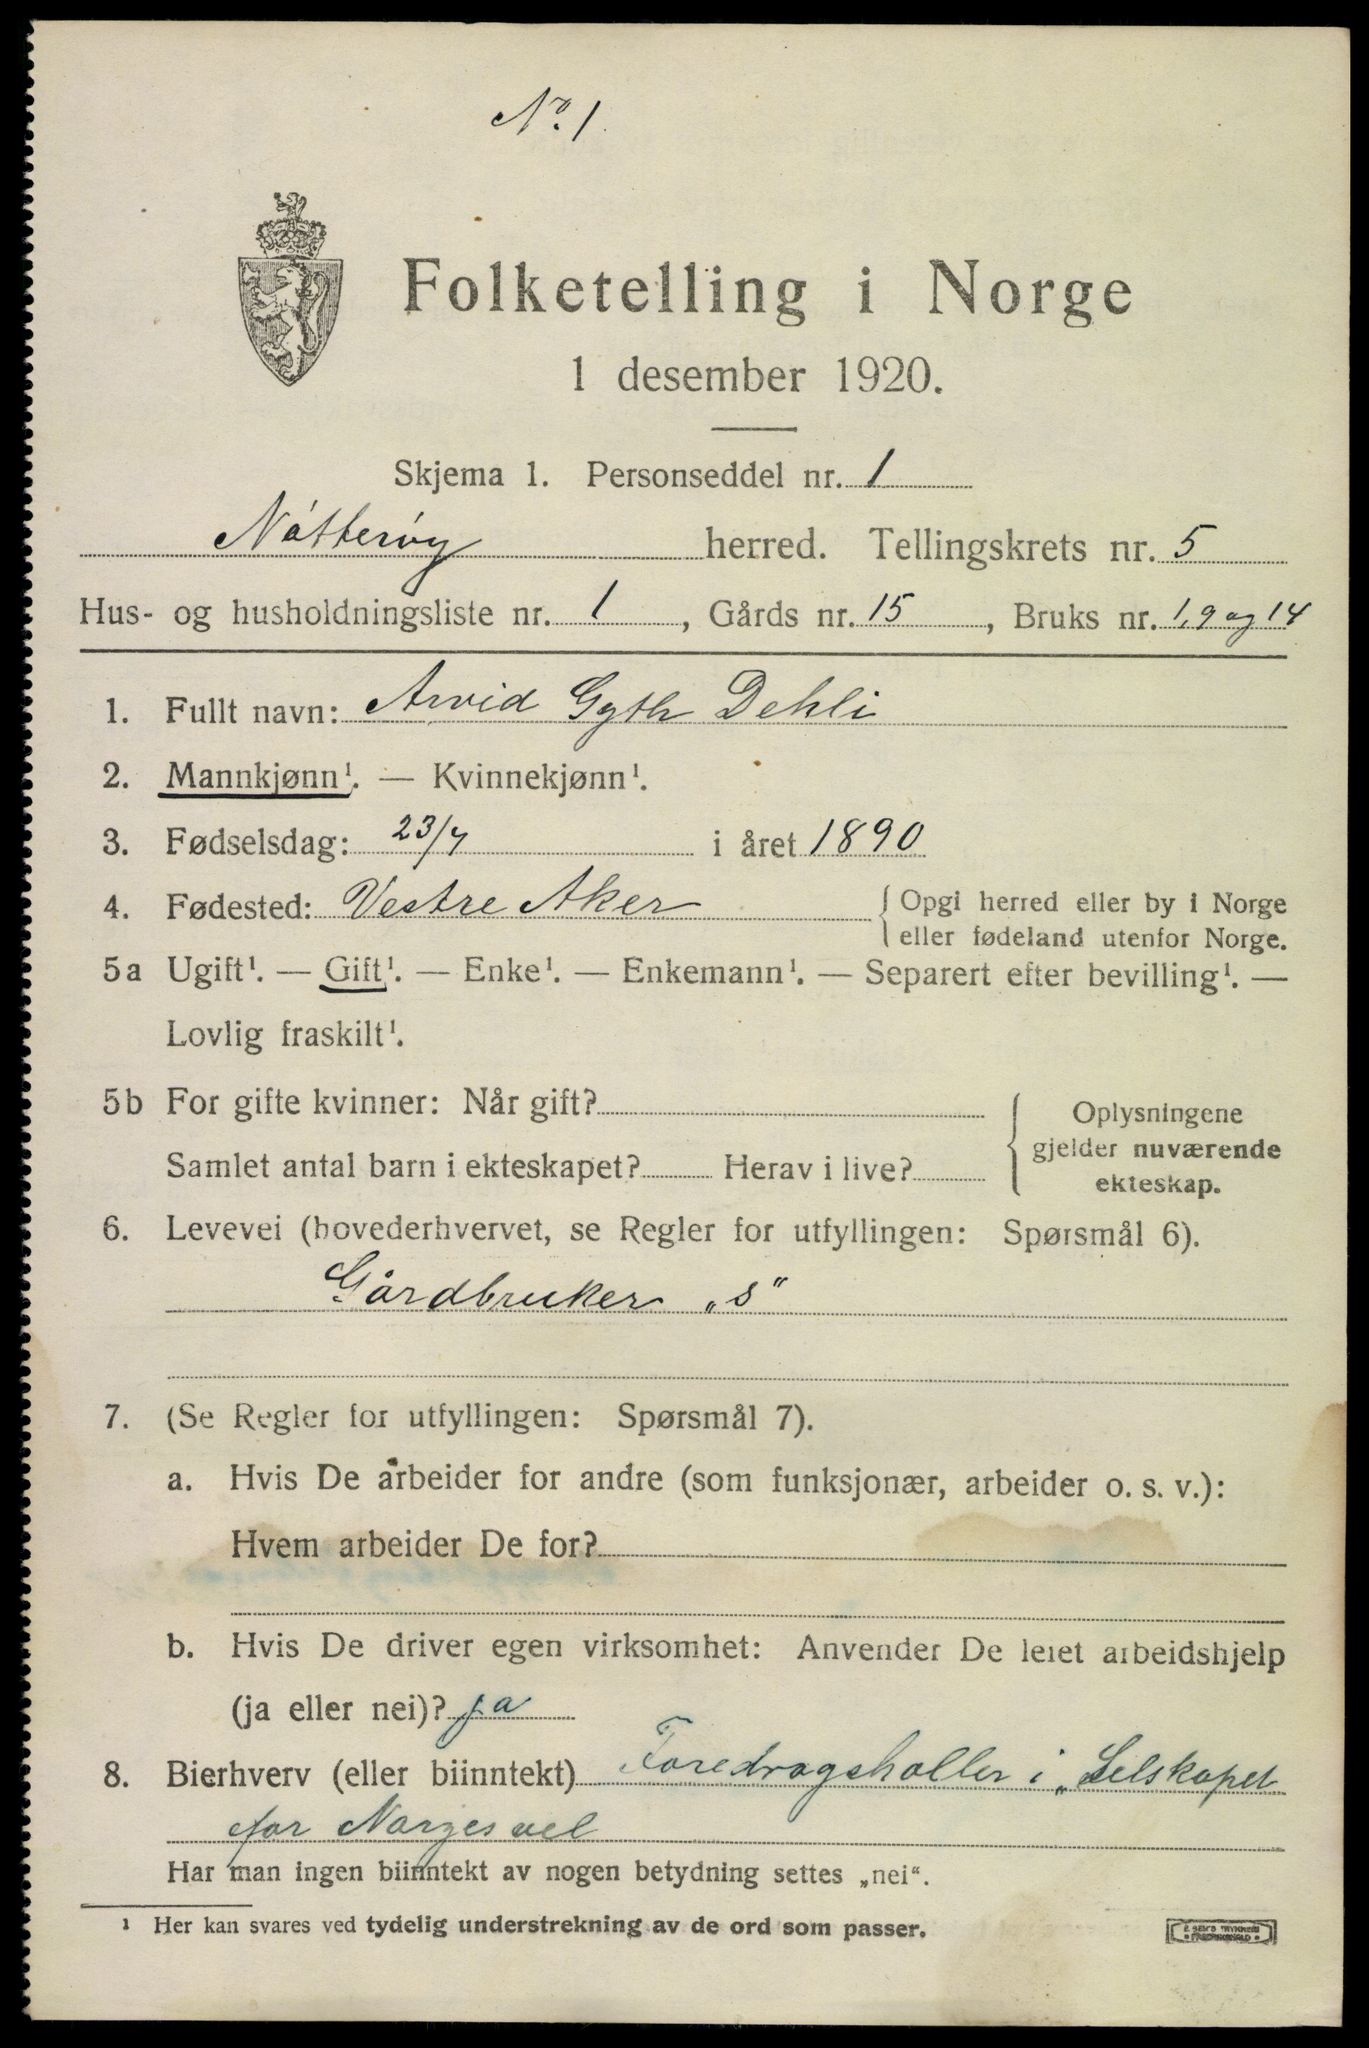 No. 1.
Folketelling i Norge
1 desember 1920.
Skjema 1. Personseddel nr. 1
Nótteróy herred. Tellingskrets nr. 5
Hus- og husholdningsliste nr. 1, Gårds nr. 15, Bruks nr. 1, 9 og 14
1. Fullt navn: Arvid Gyth Dehli
2. Mannkjønn¹. — Kvinnekjønn¹.
3. Fødselsdag: 23/7 i året 1890
4. Fødested: Vestre Aker { Opgi herred eller by i Norge
eller fødeland utenfor Norge.
5a Ugift¹. — Gift¹. — Enke¹. — Enkemann¹. — Separert efter bevilling¹. —
Lovlig fraskilt¹.
5b For gifte kvinner: Når gift? { Oplysningene
gjelder nuværende
Samlet antal barn i ekteskapet? Herav i live? ekteskap.
6. Levevei (hovederhvervet, se Regler for utfyllingen: Spørsmål 6).
Gårdbruker „s“
7. (Se Regler for utfyllingen: Spørsmål 7).
a. Hvis De arbeider for andre (som funksjonær, arbeider o. s. v.):
Hvem arbeider De for?
b. Hvis De driver egen virksomhet: Anvender De leiet arbeidshjelp
(ja eller nei)? ja
8. Bierhverv (eller biinntekt) Foredragsholler i „Selskapet
for Norges vel
Har man ingen biinntekt av nogen betydning settes „nei“.
¹ Her kan svares ved tydelig understrekning av de ord som passer.